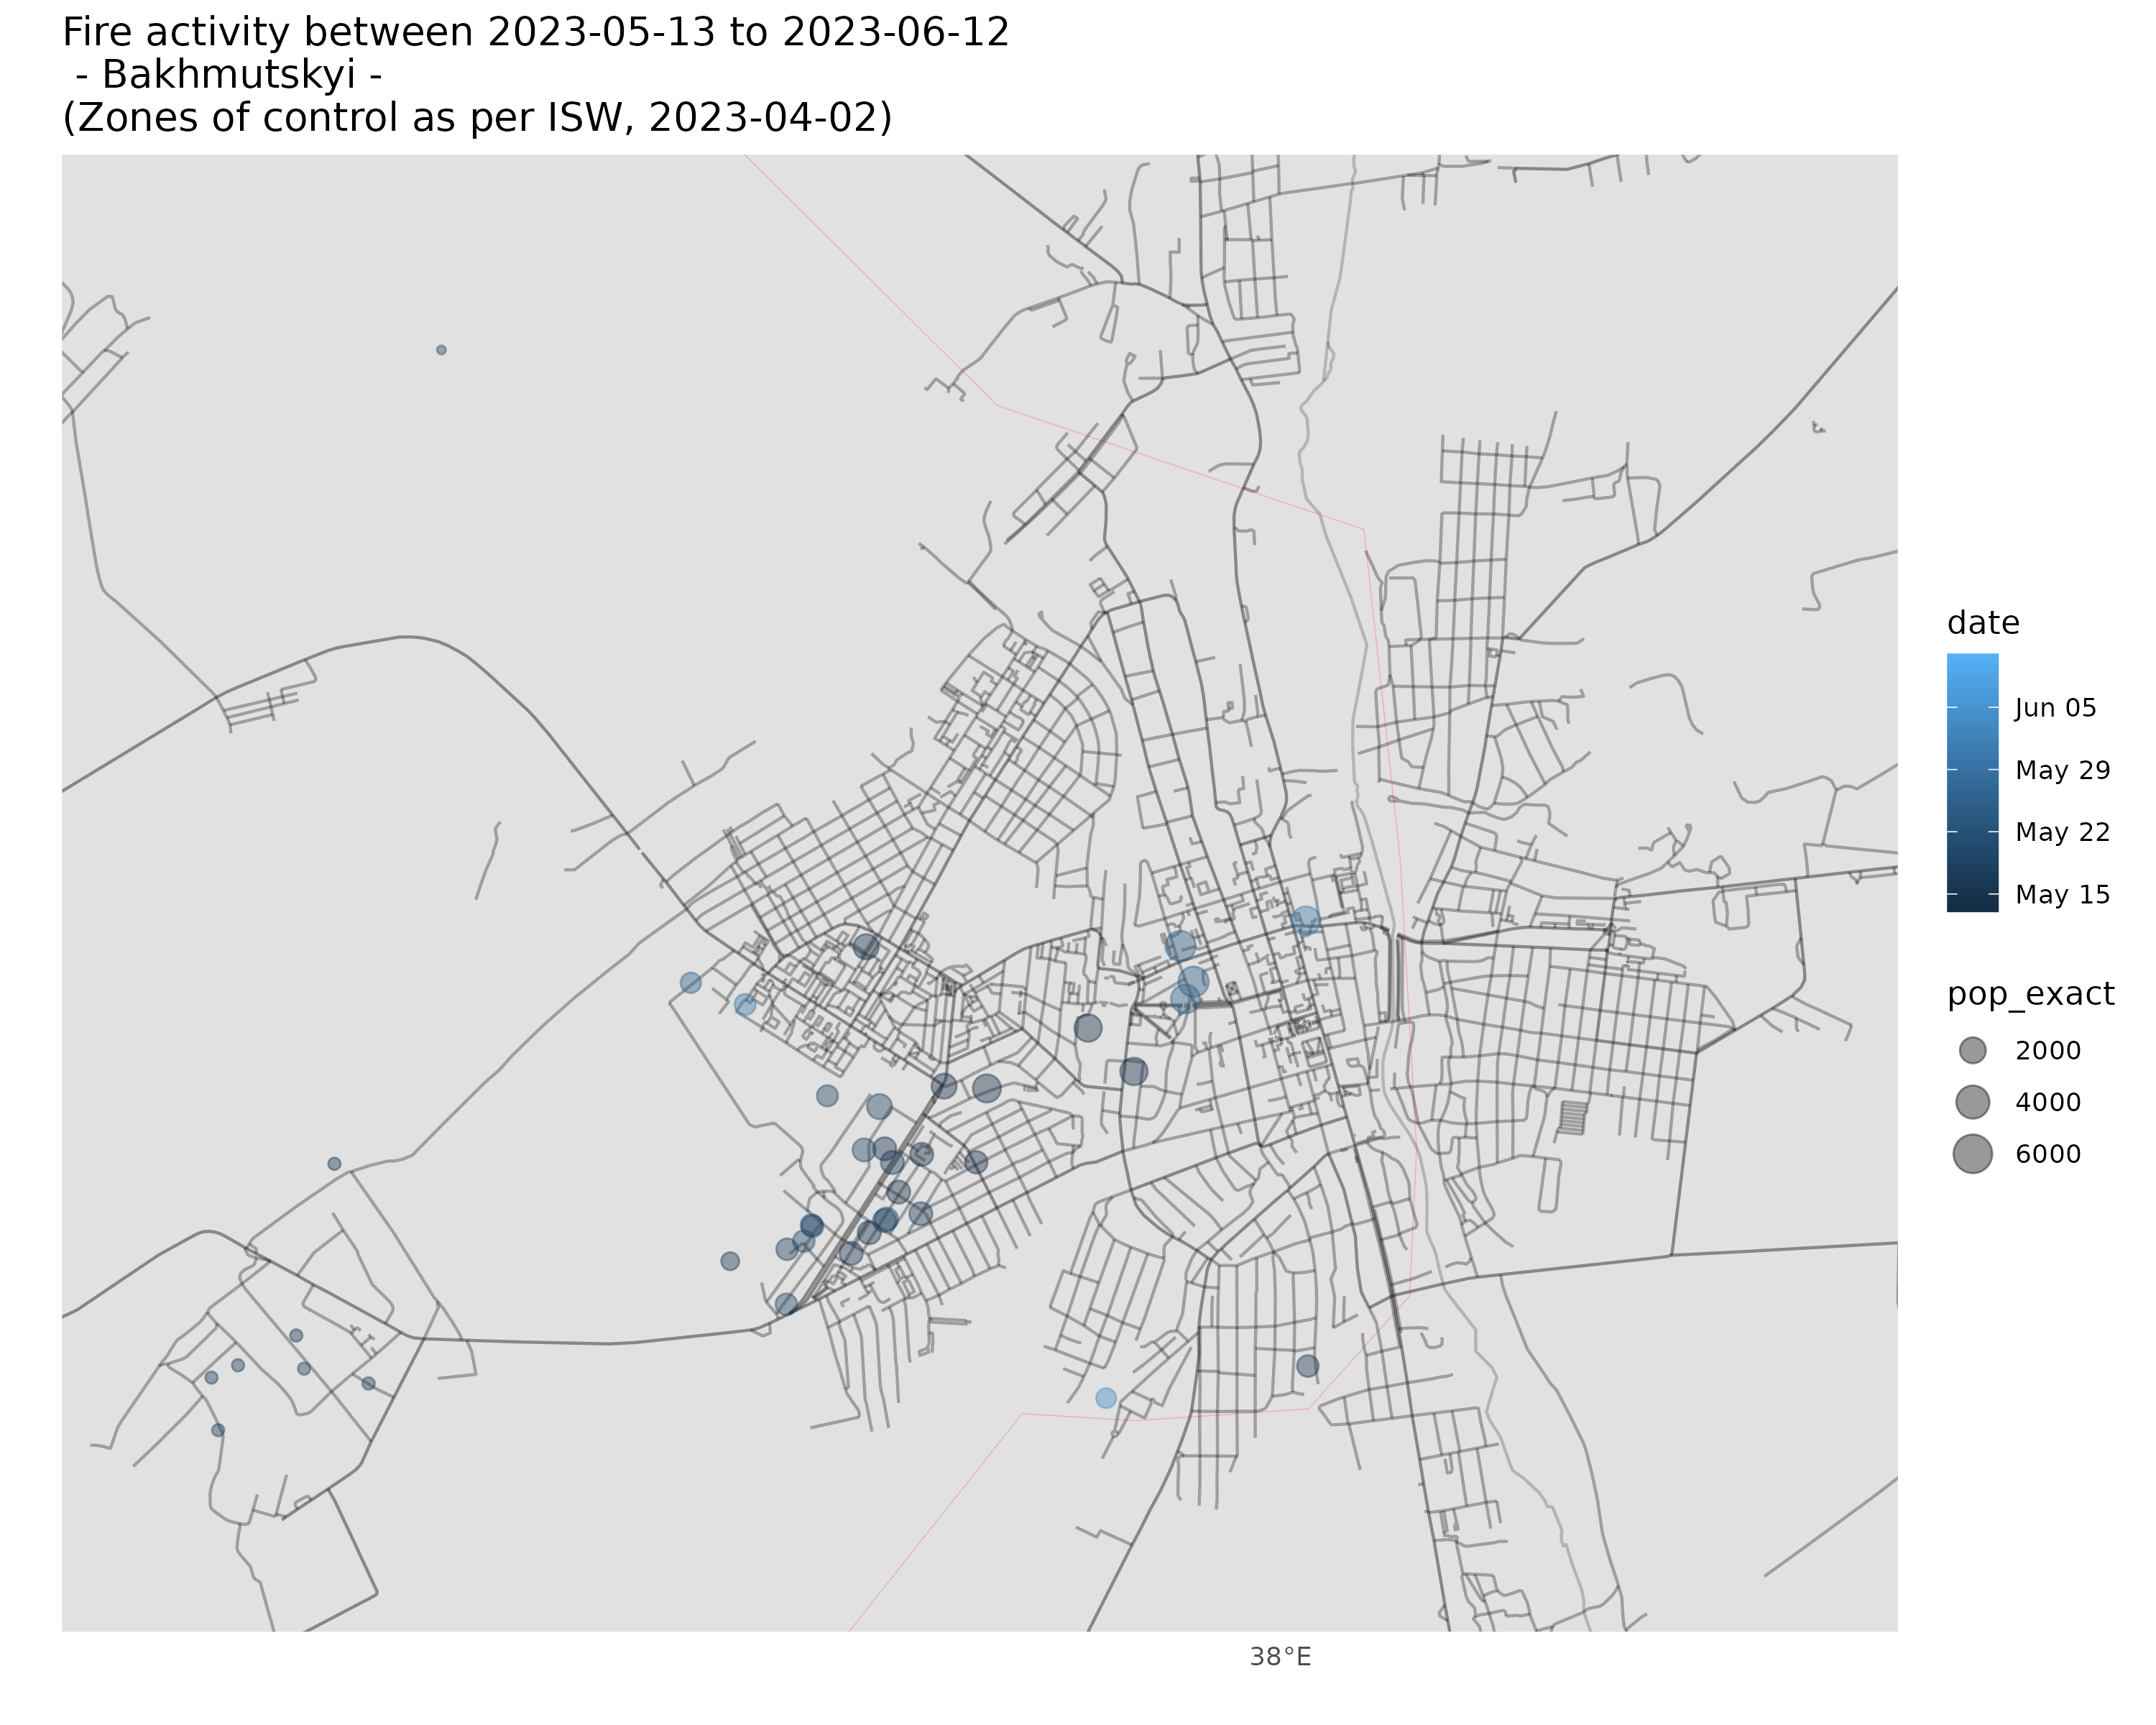 Fire activity between 2023-05-13 to 2023-06-12
- Bakhmutskyi -
(Zones of control as per ISW, 2023-04-02)
date
Jun 05
May 29
May 22
May 15
pop_exact
2000
4000
6000
38°E